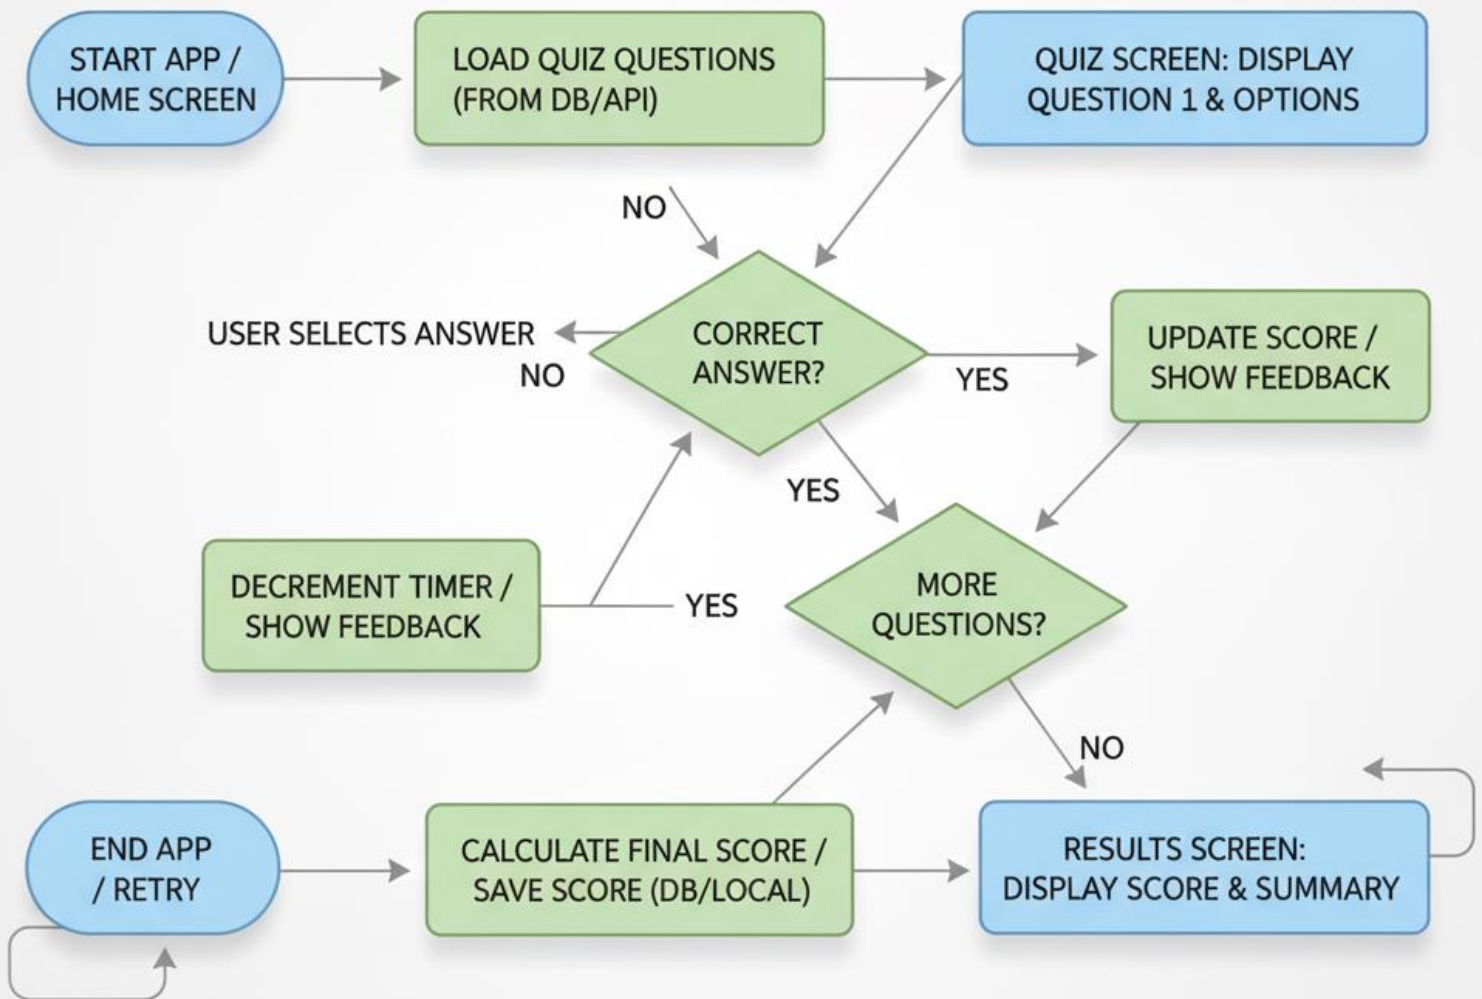 START APP /
HOME SCREEN
LOAD QUIZ QUESTIONS
(FROM DB/API)
QUIZ SCREEN: DISPLAY
QUESTION 1 & OPTIONS
NO
USER SELECTS ANSWER
NO
CORRECT
ANSWER?
YES
UPDATE SCORE /
SHOW FEEDBACK
YES
DECREMENT TIMER /
SHOW FEEDBACK
YES
MORE
QUESTIONS?
NO
END APP
/ RETRY
CALCULATE FINAL SCORE /
SAVE SCORE (DB/LOCAL)
RESULTS SCREEN:
DISPLAY SCORE & SUMMARY